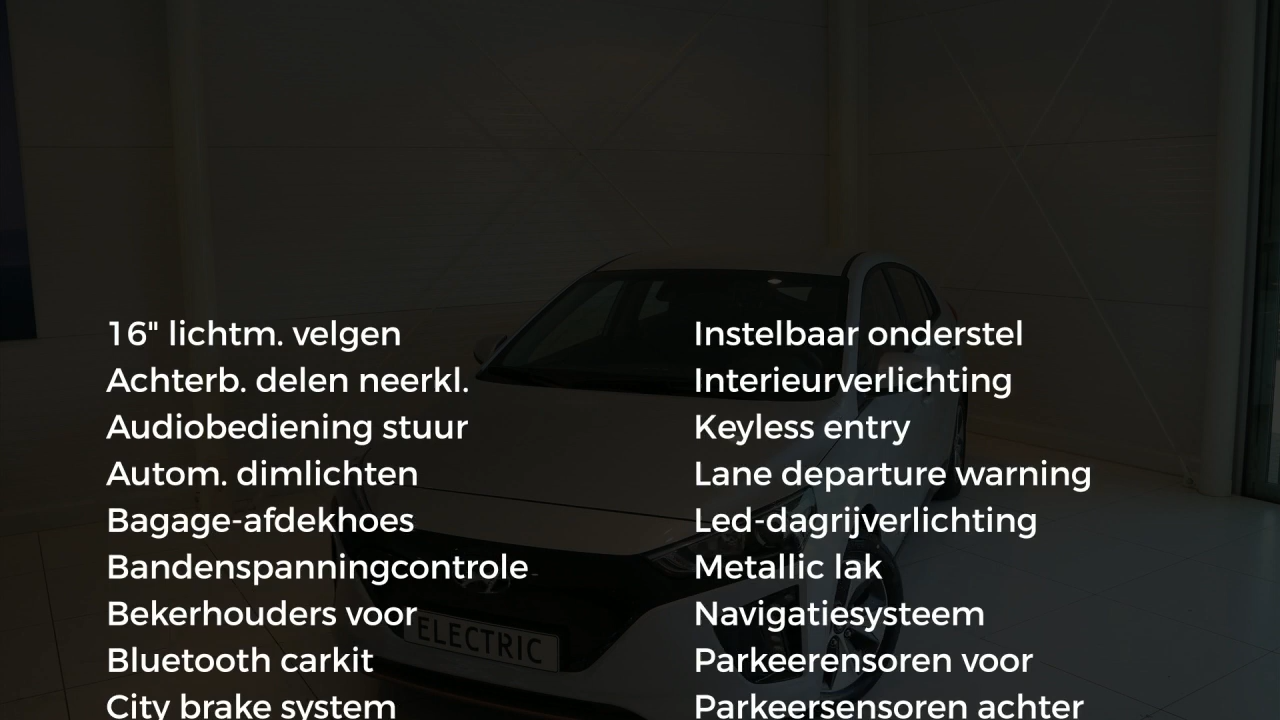 16" lichtm. velgen
Achterb. delen neerkl.
Audiobediening stuur
Autom. dimlichten
Bagage-afdekhoes
Bandenspanningcontrole
Bekerhouders voor
Bluetooth carkit
City brake system
Instelbaar onderstel
Interieurverlichting
Keyless entry
Lane departure warning
Led-dagrijverlichting
Metallic lak
Navigatiesysteem
Parkeerensoren voor
Parkeersensoren achter
ELECTRIC